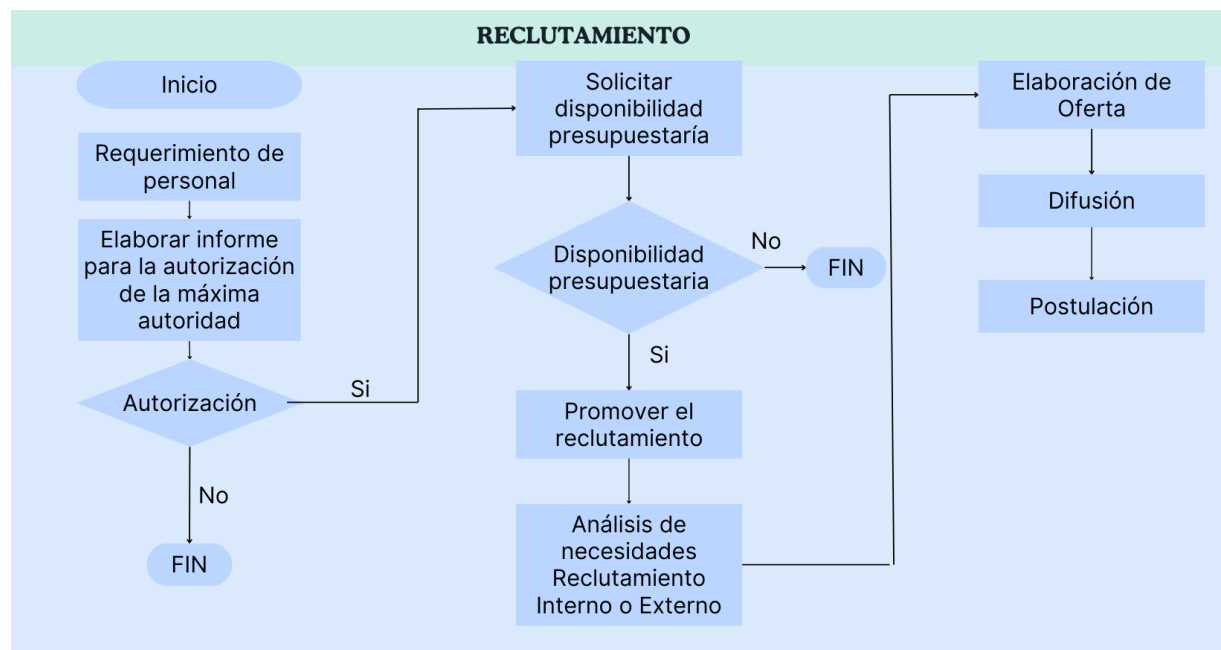 RECLUTAMIENTO
Inicio
Requerimiento de
personal
Elaborar informe
para la autorización
de la máxima
autoridad
Autorización
Si
No
FIN
Solicitar
disponibilidad
presupuestaría
Disponibilidad
presupuestaria
No
FIN
Si
Promover el
reclutamiento
Análisis de
necesidades
Reclutamiento
Interno o Externo
Elaboración de
Oferta
Difusión
Postulación